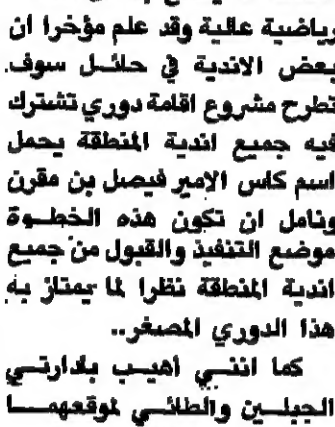 رياضية عالية وقد علم مؤخرا ان
بعض الاندية في حائل سوف
تطرح مشروع اقامة دوري تشترك
فيه جميع اندية المنطقة يحمل
اسم كاس الامير فيصل بن مقرن
ونامل ان تكون هذه الخطوة
موضع التنفيذ والقبول من جميع
اندية المنطقة نظرا لما يمتاز به
هذا الدوري المصغر..
كما انني أهيب بادارتي
الجبلين والطائي لموقعهما